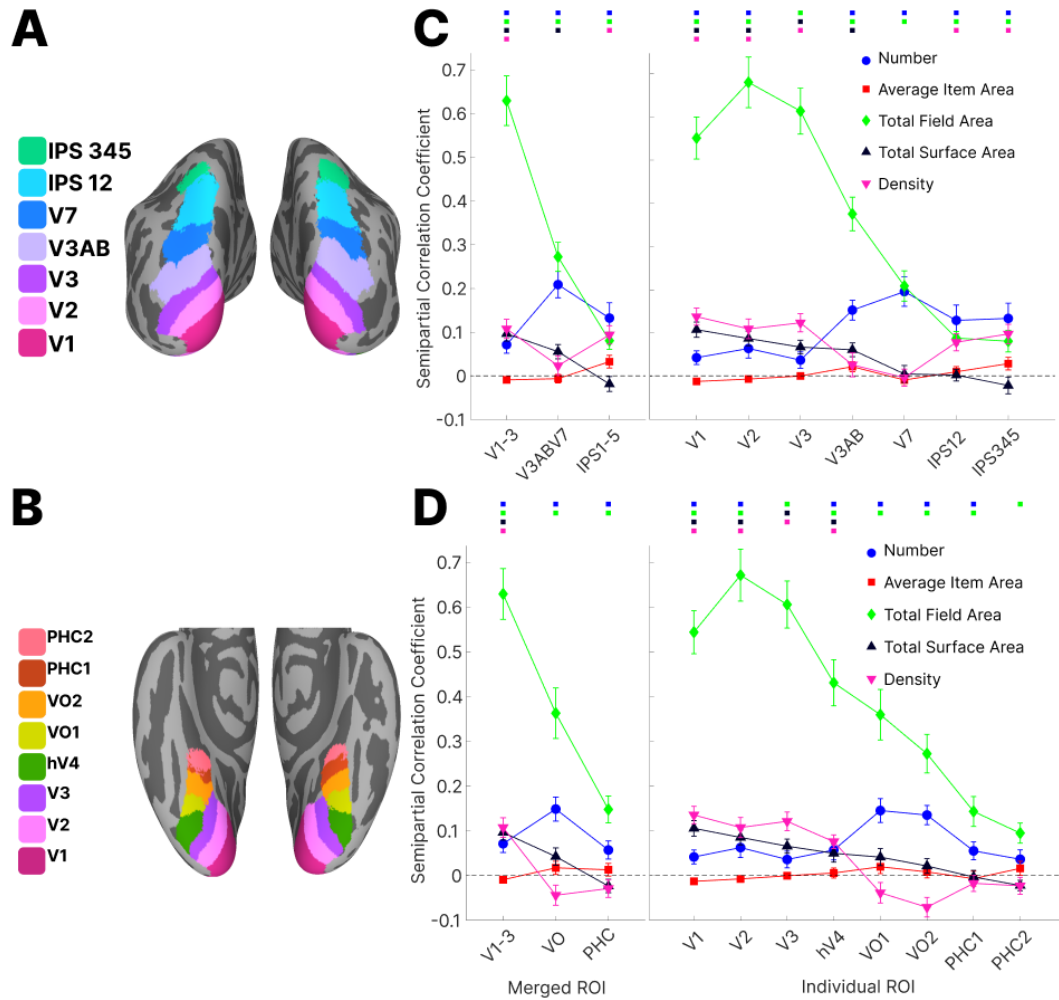 A
IPS 345
IPS 12
V7
V3AB
V3
V2
V1
C
Semipartial Correlation Coefficient
0.7
0.6
0.5
0.4
0.3
0.2
0.1
0
-0.1
V1-3
V3ABV7
IPS1-5
V1
V2
V3
V3AB
V7
IPS12
IPS345
Number
Average Item Area
Total Field Area
Total Surface Area
Density
B
PHC2
PHC1
VO2
VO1
hV4
V3
V2
V1
D
Semipartial Correlation Coefficient
0.7
0.6
0.5
0.4
0.3
0.2
0.1
0
-0.1
V1-3
VO
PHC
Merged ROI
V1
V2
V3
hV4
VO1
VO2
PHC1
PHC2
Individual ROI
Number
Average Item Area
Total Field Area
Total Surface Area
Density